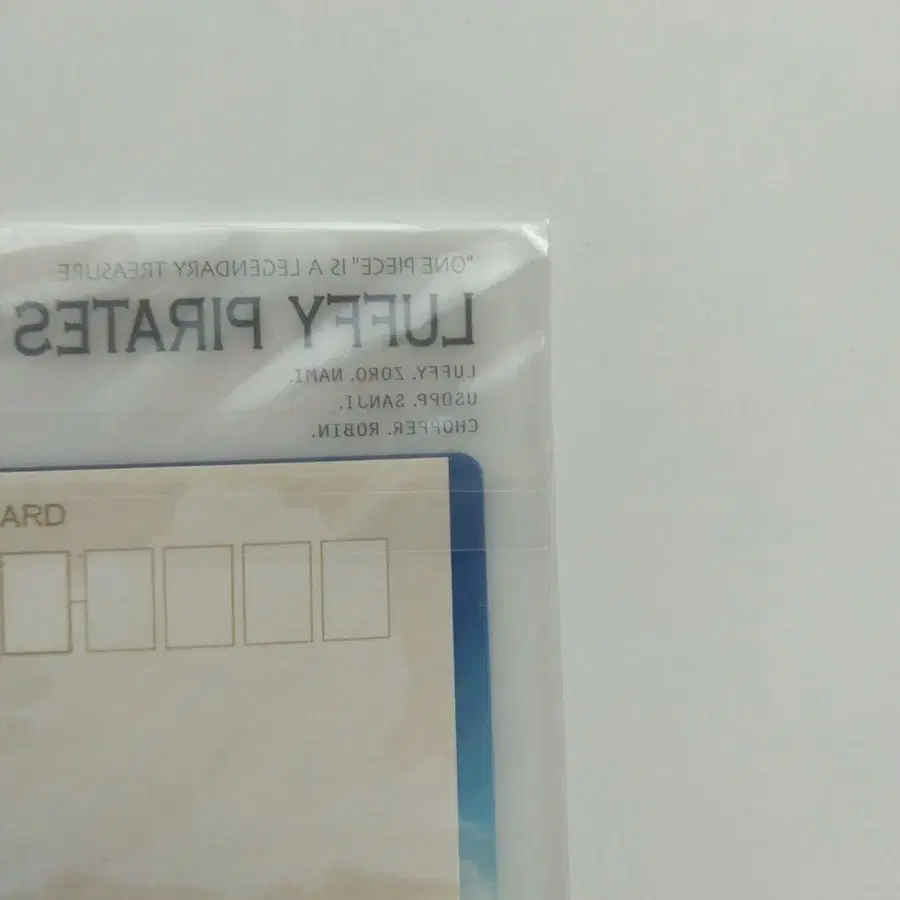 "ONE PIECE" IS A LEGENDARY TREASURE
LUFFY PIRATES
LUFFY. ZORO. NAMI.
USOPP. SANJI.
CHOPPER. ROBIN.
ARD